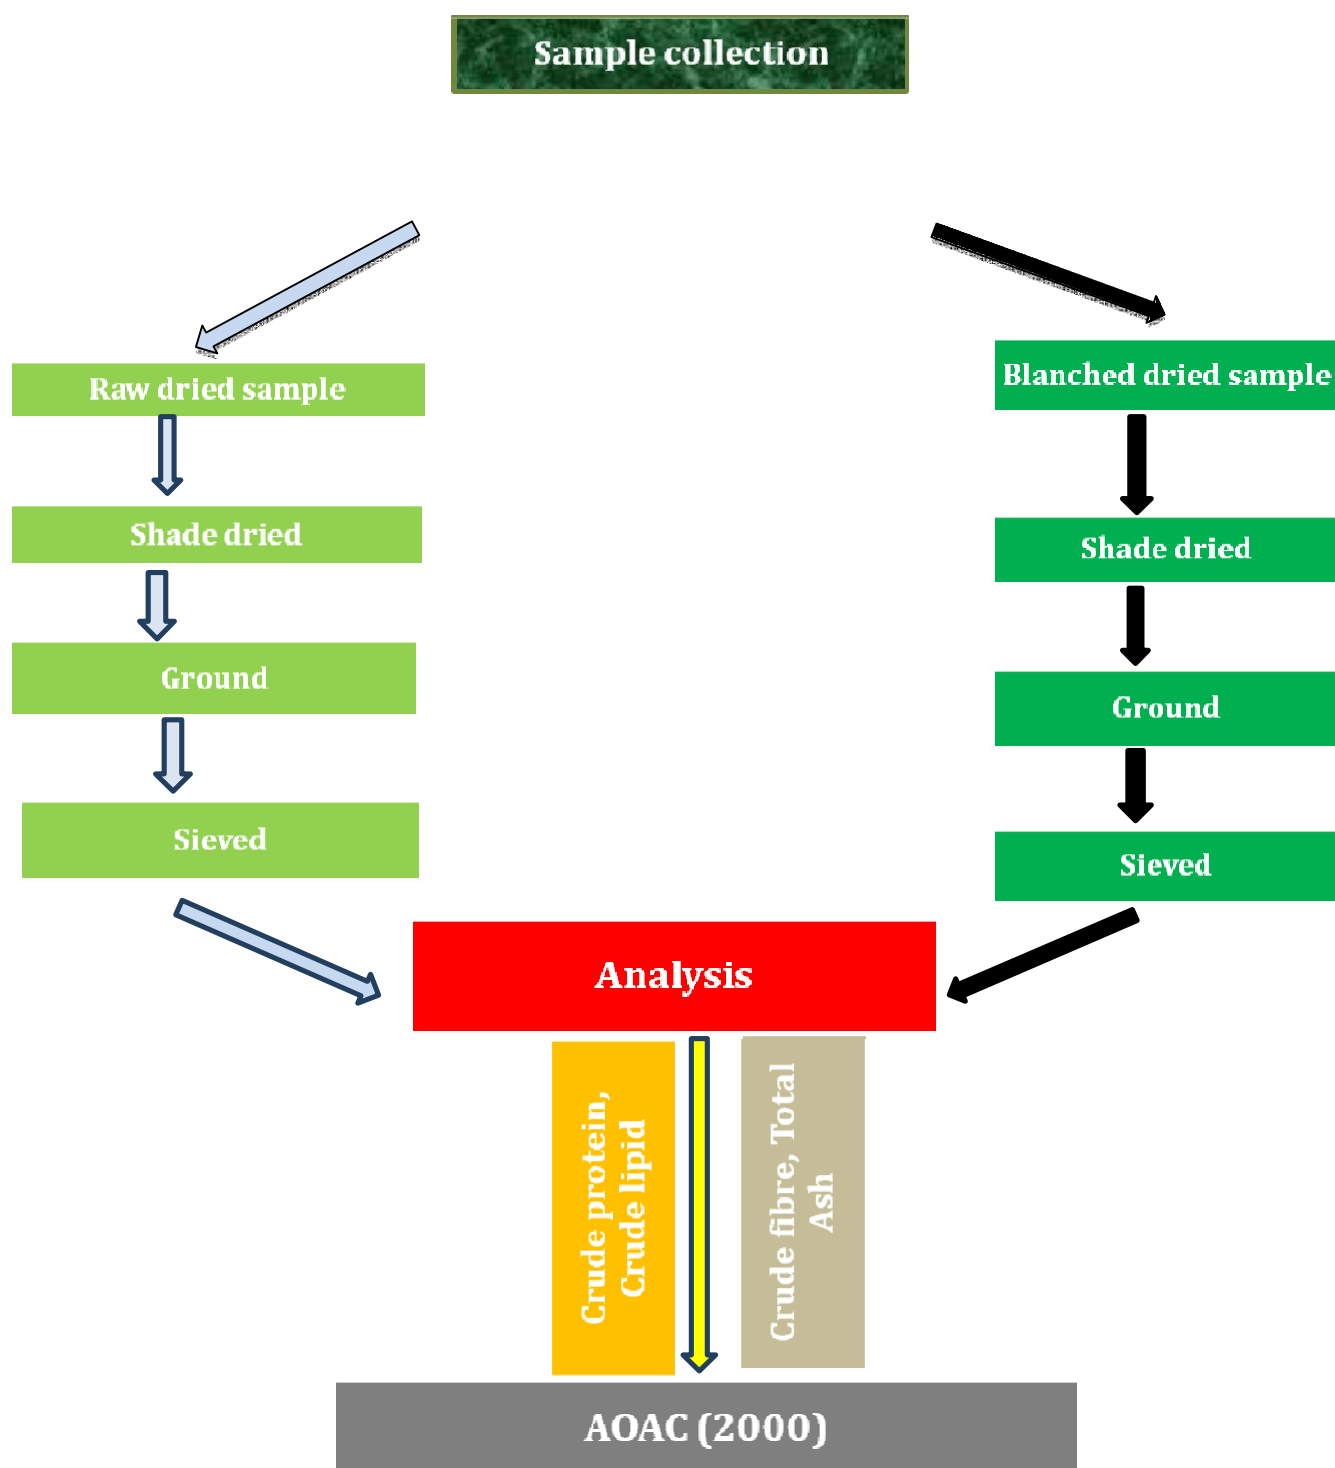 Sample collection
Raw dried sample
Shade dried
Ground
Sieved
Blanched dried sample
Shade dried
Ground
Sieved
Analysis
Crude protein,
Crude lipid
Crude fibre, Total
Ash
AOAC (2000)